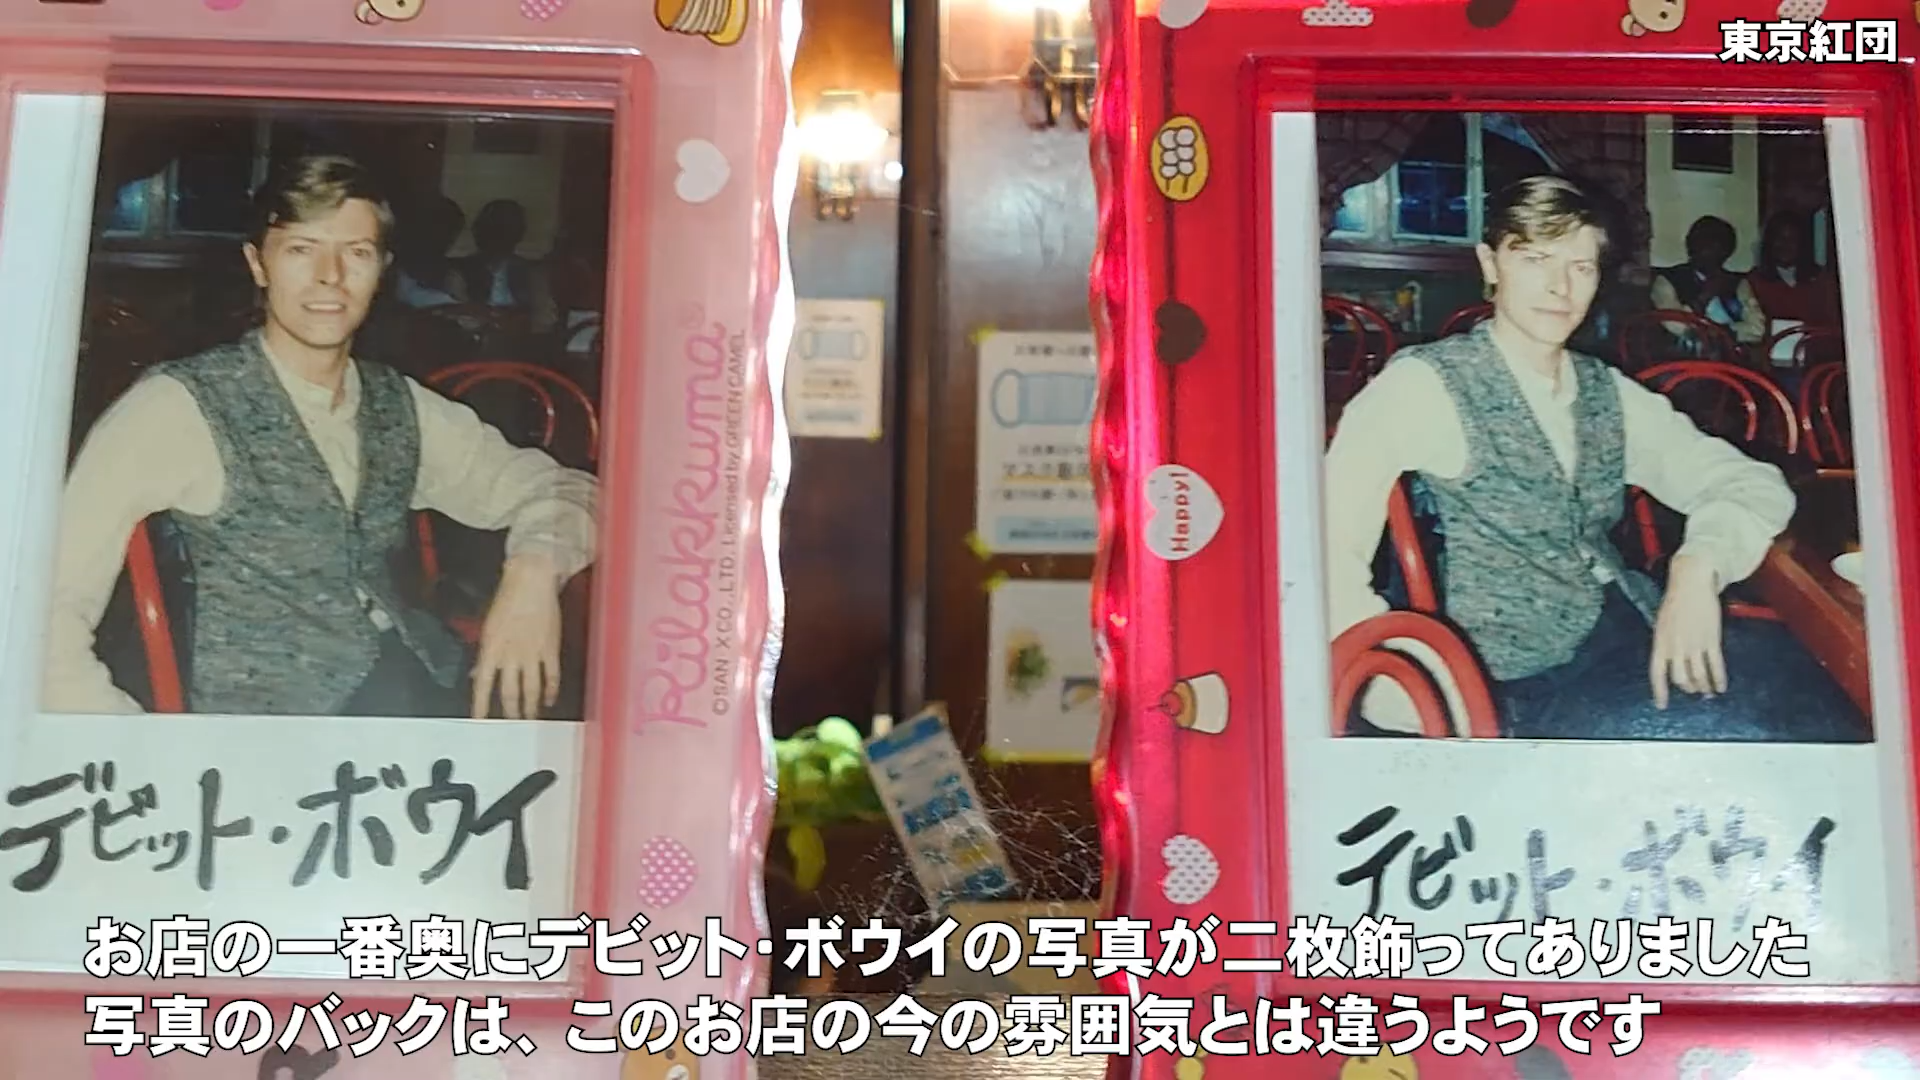 東京紅団
Rilakkuma
©SAN-X CO., LTD. Licensed by GREEN CAMEL
Happy!
デビット・ボウイ
デビット・ボウイ
お店の一番奥にデビット・ボウイの写真が二枚飾ってありました
写真のバックは、このお店の今の雰囲気とは違うようです